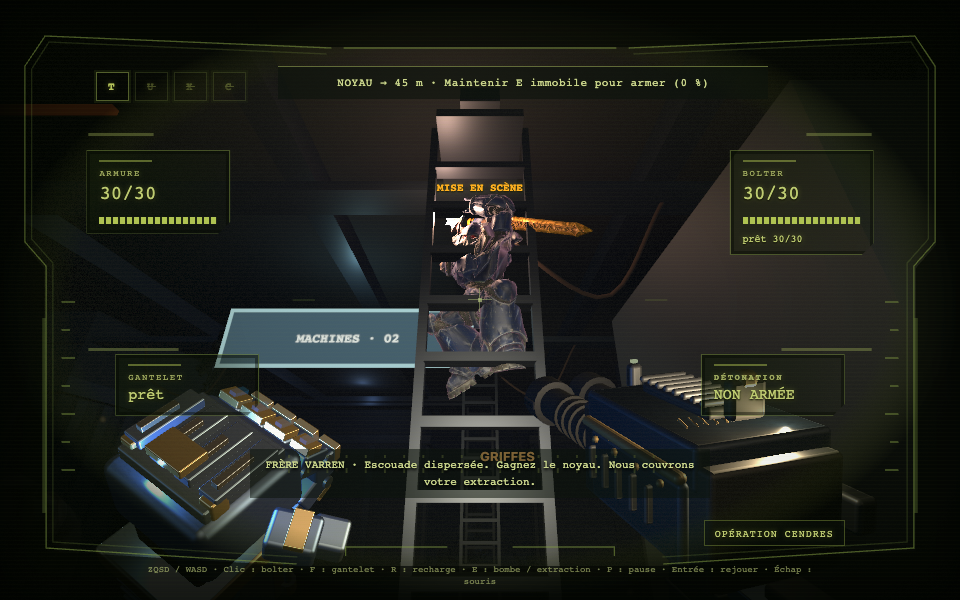 NOYAU → 45 m · Maintenir E immobile pour armer (0 %)
T
ARMURE
30/30
BOLTER
30/30
prêt 30/30
MISE EN SCÈNE
MACHINES · 02
GANTELET
prêt
DÉTONATION
NON ARMÉE
GRIFFES
FRÈRE VARREN · Escouade dispersée. Gagnez le noyau. Nous couvrons
votre extraction.
OPÉRATION CENDRES
ZQSD / WASD · Clic : bolter · F : gantelet · R : recharge · E : bombe / extraction · P : pause · Entrée : rejouer · Échap :
souris